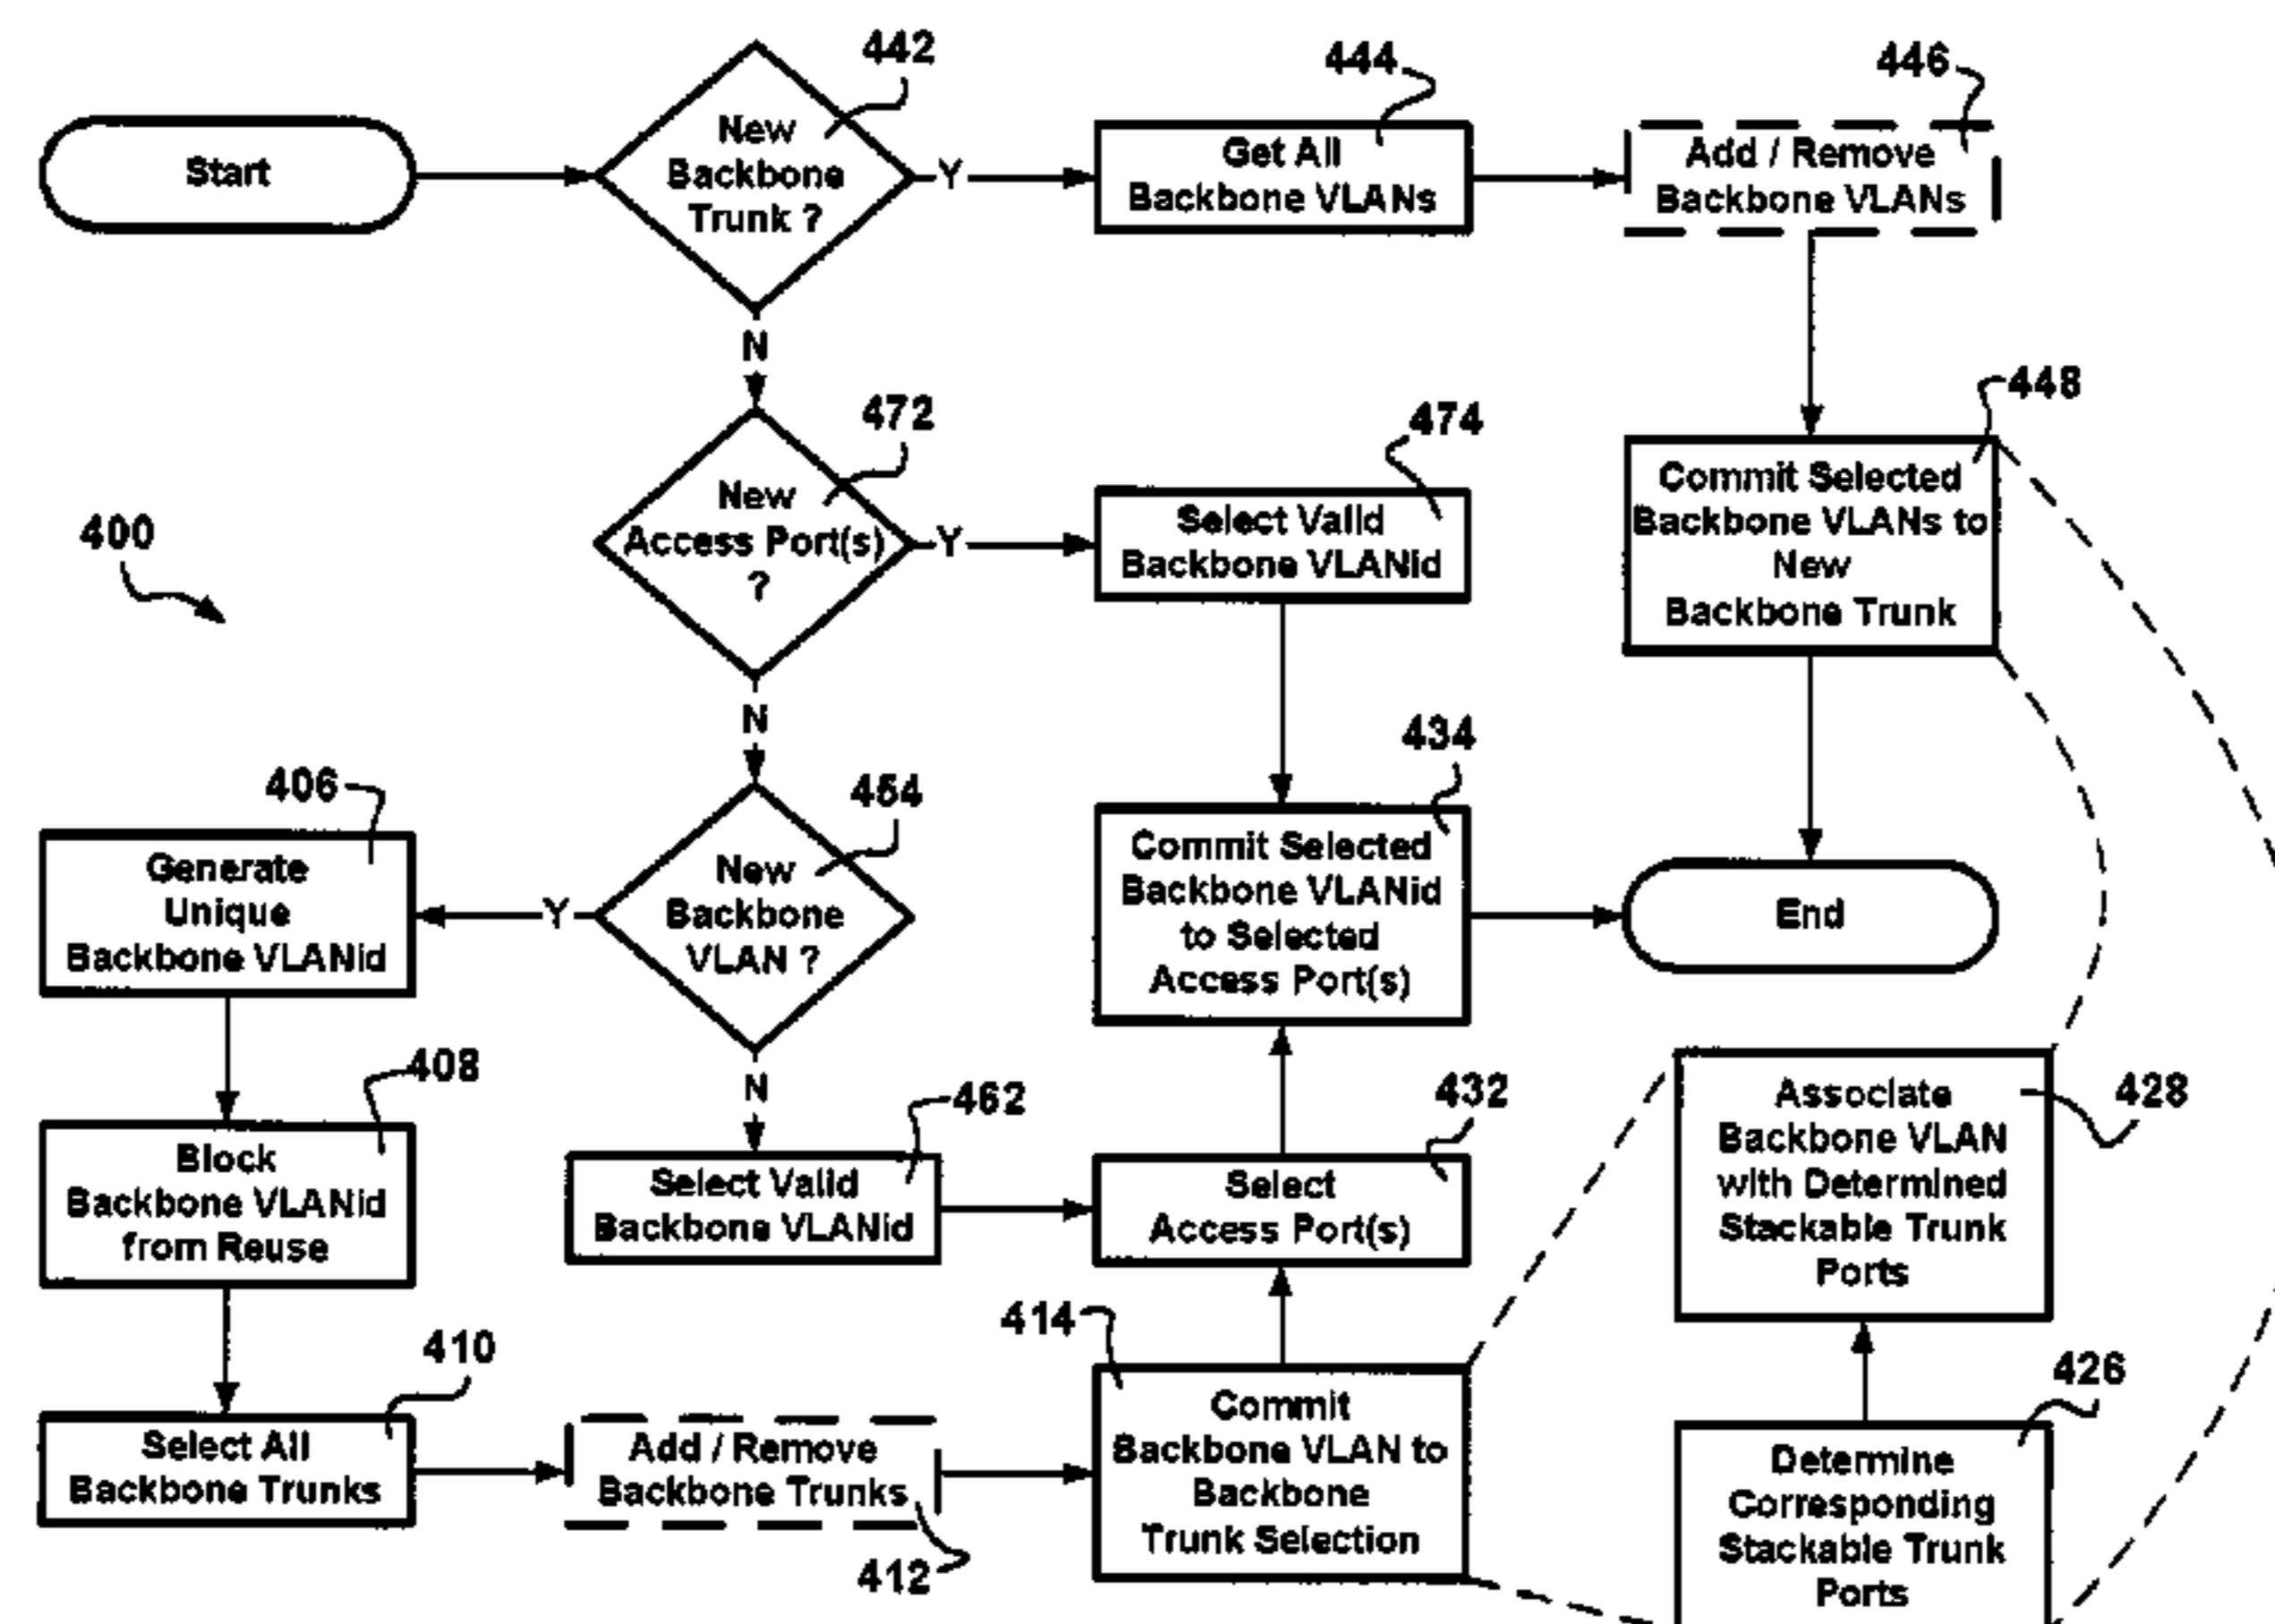 442
444
446
Start
New
Backbone
Trunk ?
Y
Get All
Backbone VLANs
Add / Remove
Backbone VLANs
N
472
474
448
400
New
Access Port(s)
?
Y
Select Valid
Backbone VLANid
Commit Selected
Backbone VLANs to
New
Backbone Trunk
N
406
454
434
Generate
Unique
Backbone VLANid
Y
New
Backbone
VLAN ?
Commit Selected
Backbone VLANid
to Selected
Access Port(s)
End
N
408
462
432
428
Block
Backbone VLANid
from Reuse
Select Valid
Backbone VLANid
Select
Access Port(s)
Associate
Backbone VLAN
with Determined
Stackable Trunk
Ports
410
414
426
Select All
Backbone Trunks
Add / Remove
Backbone Trunks
412
Commit
Backbone VLAN to
Backbone
Trunk Selection
Determine
Corresponding
Stackable Trunk
Ports